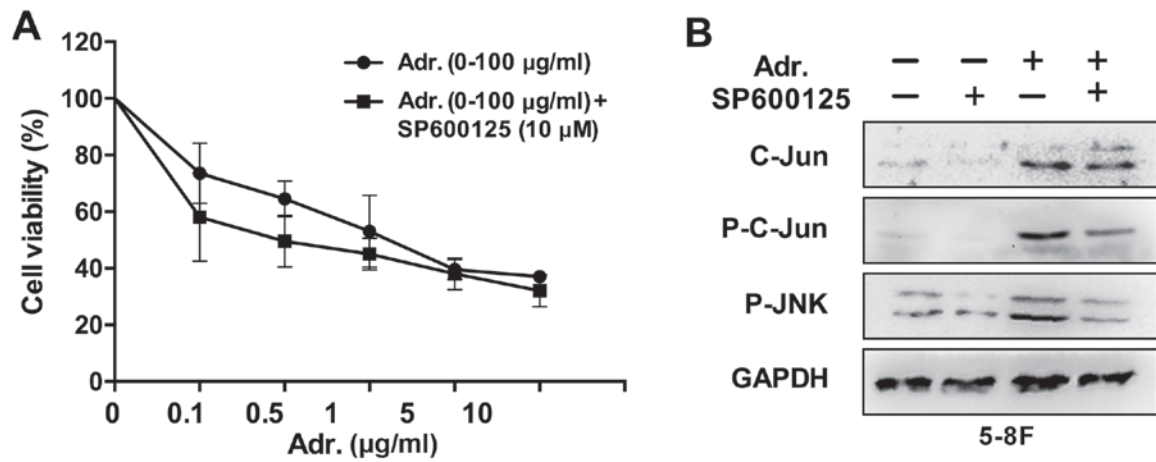 A
120
100
80
60
40
20
0
Cell viability (%)
Adr. (0-100 µg/ml)
Adr. (0-100 µg/ml) +
SP600125 (10 µM)
0 0.1 0.5 1 5 10
Adr. (µg/ml)
B
Adr. − − + +
SP600125 − + − +
C-Jun
P-C-Jun
P-JNK
GAPDH
5-8F